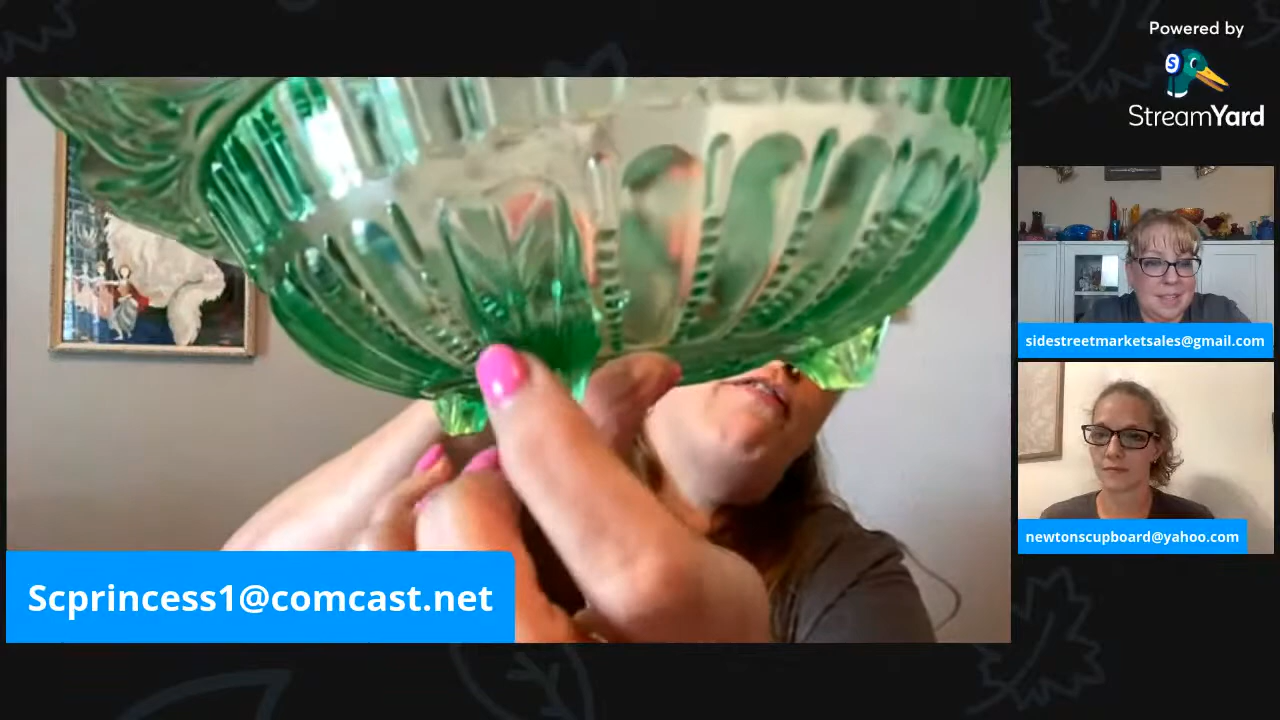 Powered by
S
StreamYard
sidestreetmarketsales@gmail.com
newtonscupboard@yahoo.com
Scprincess1@comcast.net